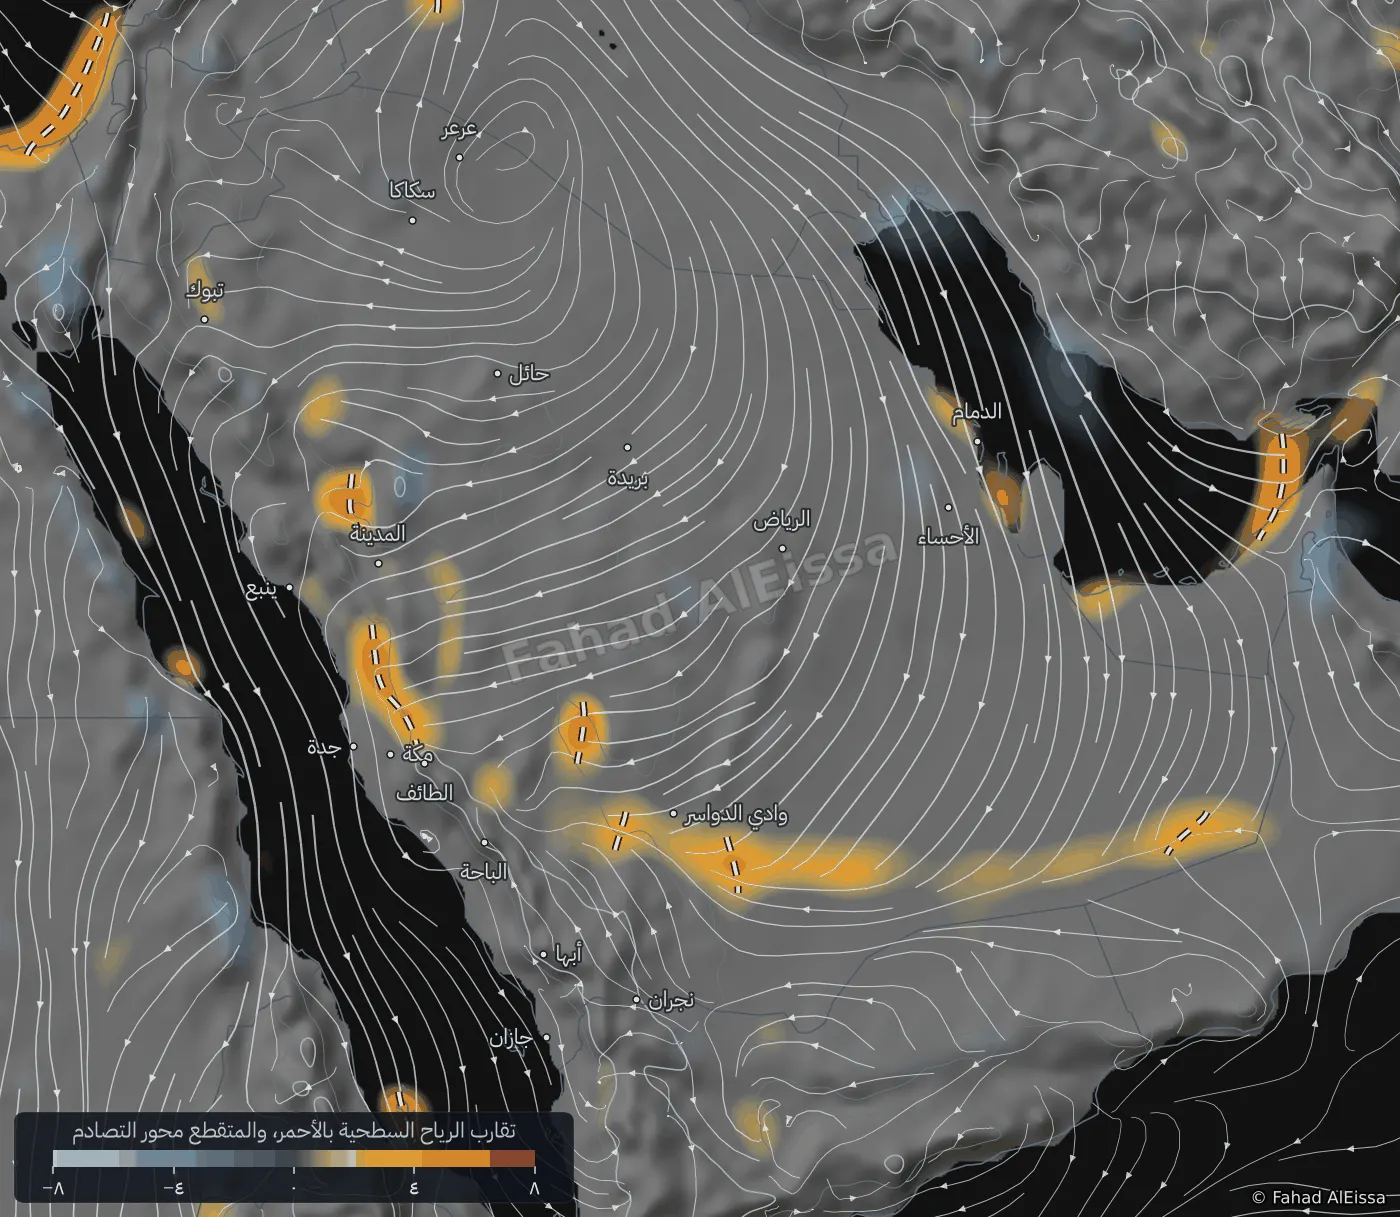 عرعر
سكاكا
تبوك
حائل
الدمام
بريدة
الرياض
الأحساء
المدينة
ينبع
Fahad AlEissa
جدة
مكة
الطائف
وادي الدواسر
الباحة
أبها
نجران
جازان
تقارب الرياح السطحية بالأحمر، والمتقطع محور التصادم
−٨ −٤ ٠ ٤ ٨
© Fahad AlEissa